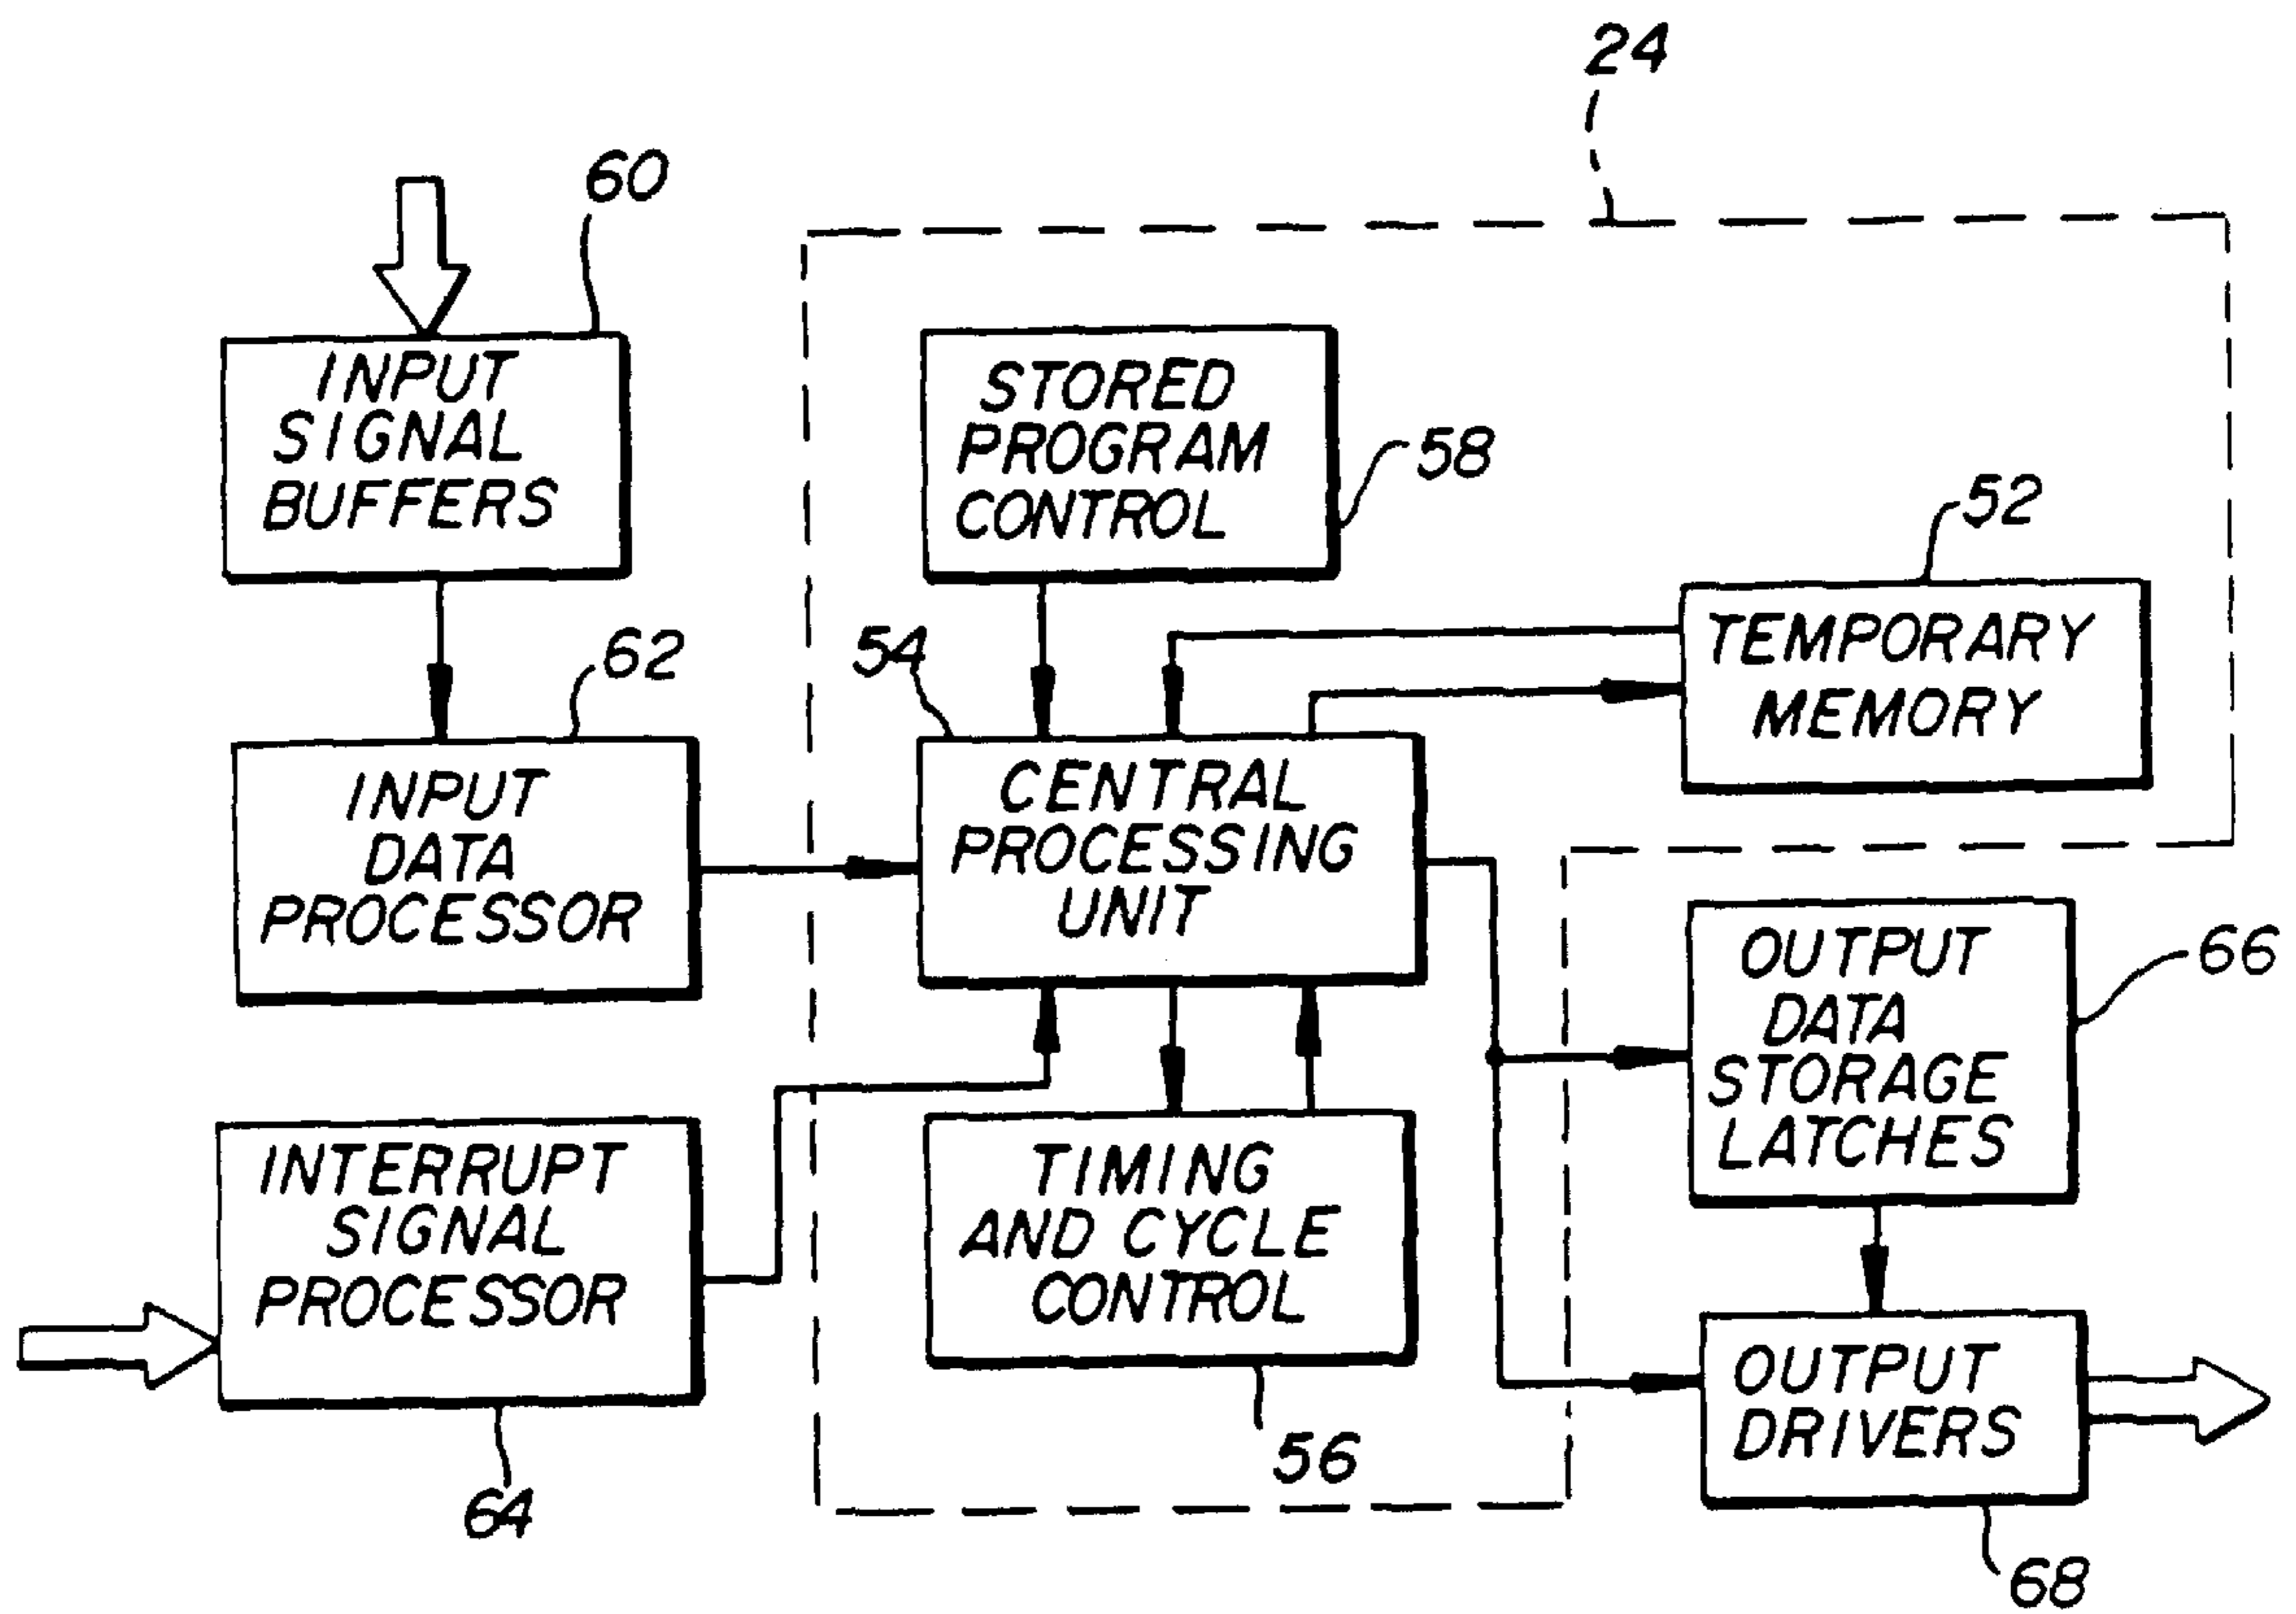 24
60
INPUT
SIGNAL
BUFFERS
STORED
PROGRAM
CONTROL
58
52
TEMPORARY
MEMORY
54
62
INPUT
DATA
PROCESSOR
CENTRAL
PROCESSING
UNIT
OUTPUT
DATA
STORAGE
LATCHES
66
INTERRUPT
SIGNAL
PROCESSOR
64
TIMING
AND CYCLE
CONTROL
56
OUTPUT
DRIVERS
68